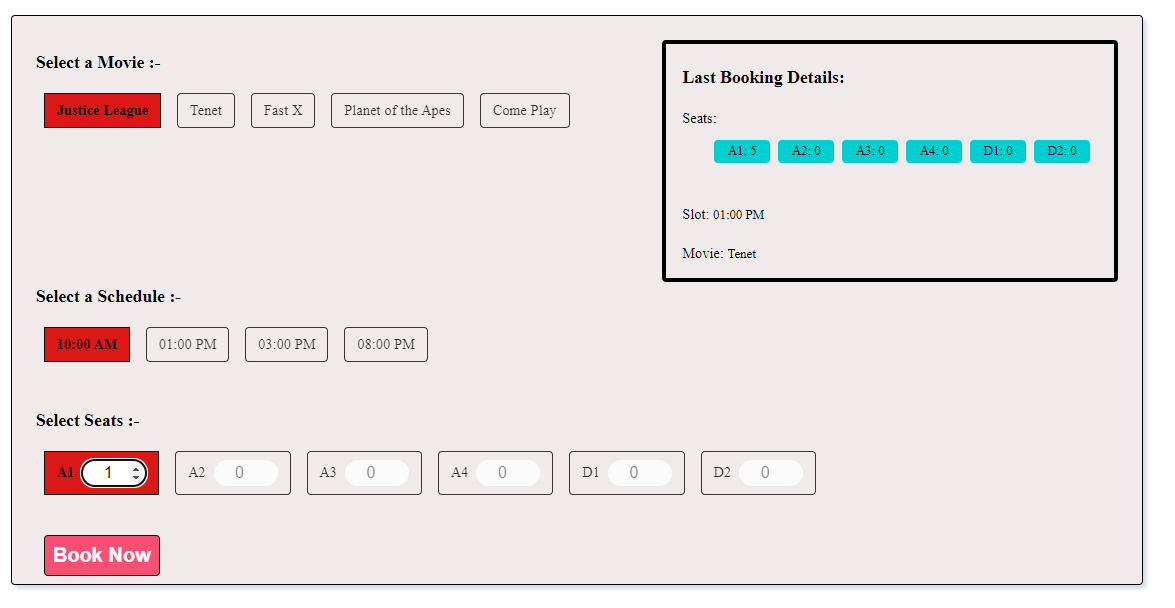 Select a Movie :-
Justice League Tenet Fast X Planet of the Apes Come Play
Last Booking Details:
Seats:
A1: 5 A2: 0 A3: 0 A4: 0 D1: 0 D2: 0
Slot: 01:00 PM
Movie: Tenet
Select a Schedule :-
10:00 AM 01:00 PM 03:00 PM 08:00 PM
Select Seats :-
A1 1 A2 0 A3 0 A4 0 D1 0 D2 0
Book Now